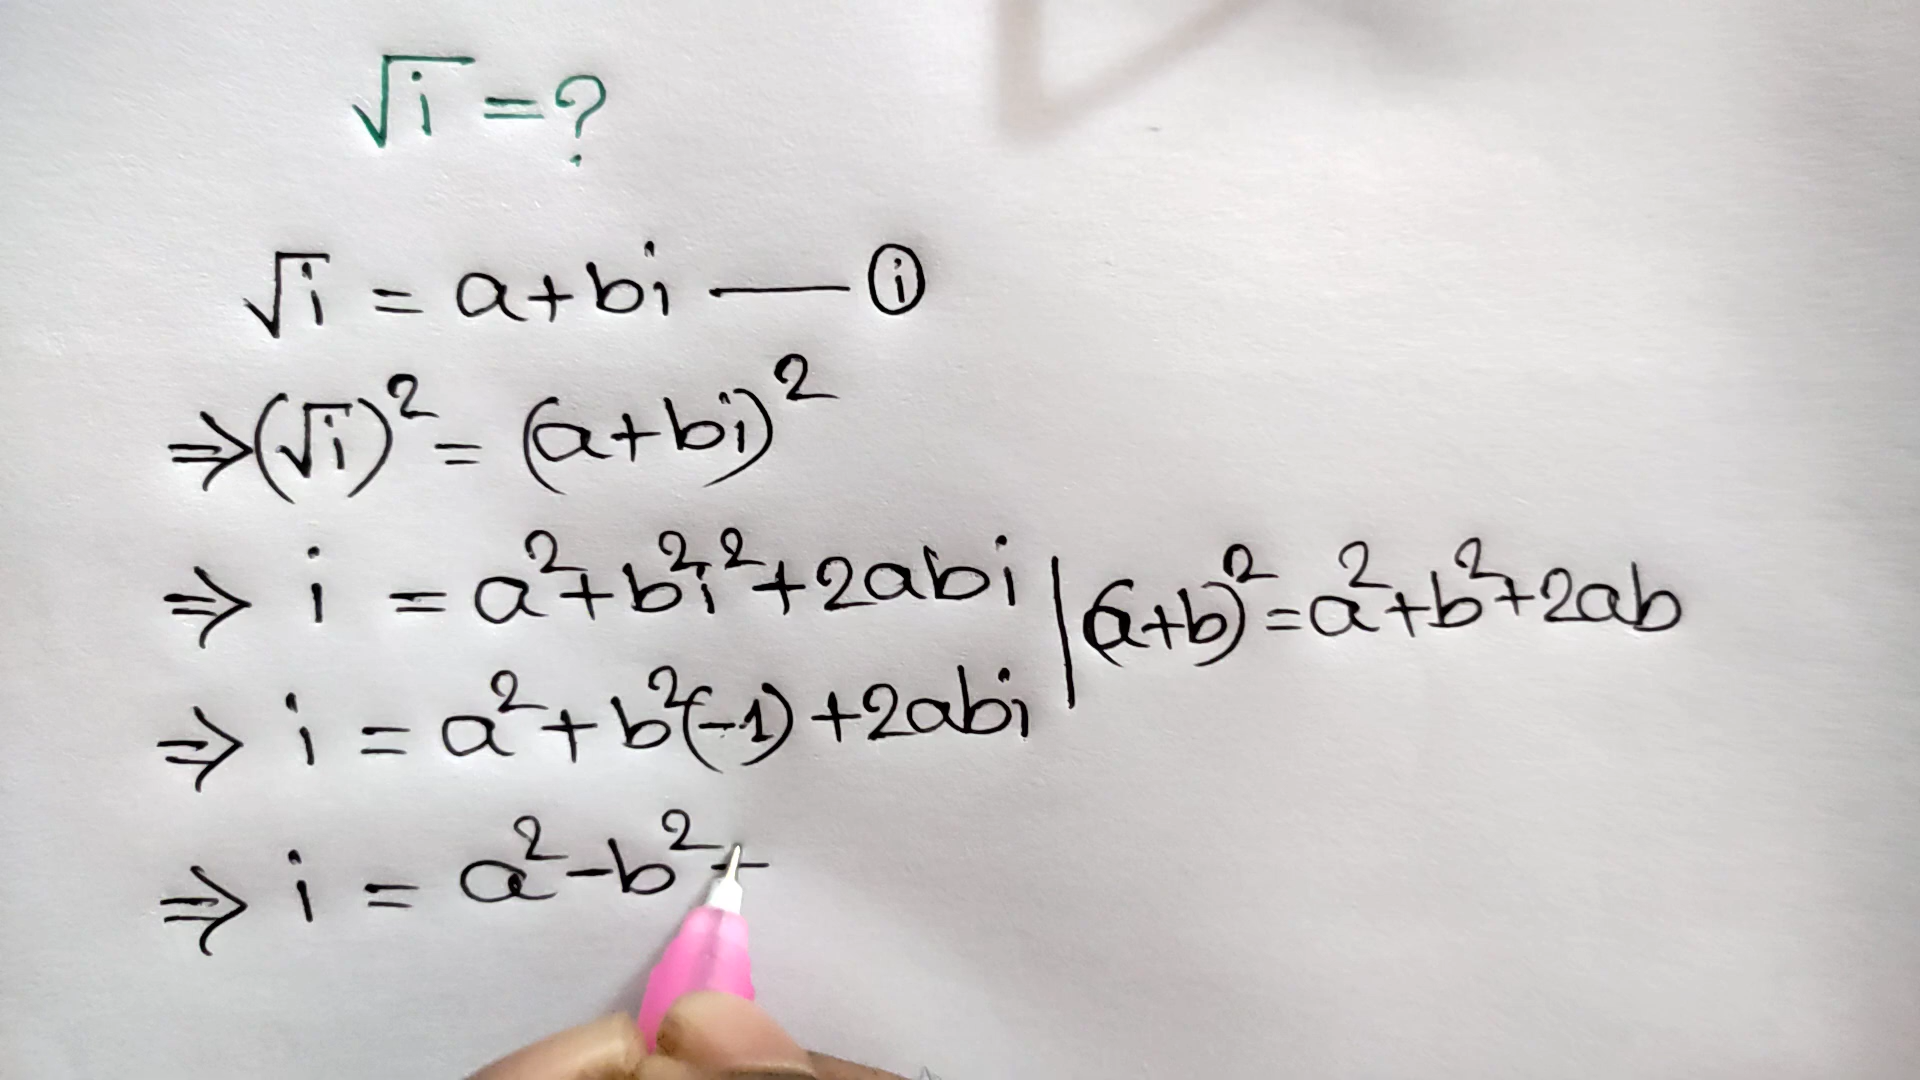 √i = ?
√i = a+bi —— ⓘ
⇒(√i)² = (a+bi)²
⇒ i = a²+b²i²+2abi | (a+b)²=a²+b²+2ab
⇒ i = a²+b²(-1)+2abi
⇒ i = a²-b²+